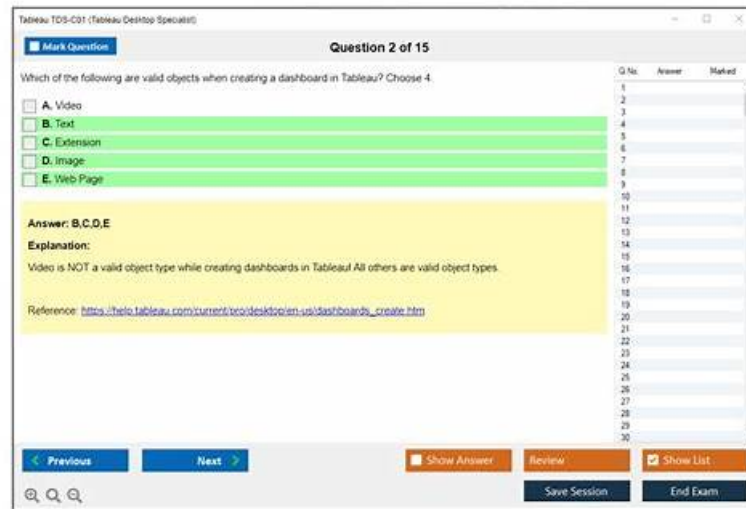 Tableau TDS-C01 (Tableau Desktop Specialist)
Mark Question
Question 2 of 15
Which of the following are valid objects when creating a dashboard in Tableau? Choose 4.
A. Video
B. Text
C. Extension
D. Image
E. Web Page
Answer: B,C,D,E
Explanation:
Video is NOT a valid object type while creating dashboards in Tableau! All others are valid object types.
Reference: https://help.tableau.com/current/pro/desktop/en-us/dashboards_create.htm
Q.No. Answer Marked
1
2
3
4
5
6
7
8
9
10
11
12
13
14
15
16
17
18
19
20
21
22
23
24
25
26
27
28
29
30
Previous Next Show Answer Review Show List
Save Session End Exam